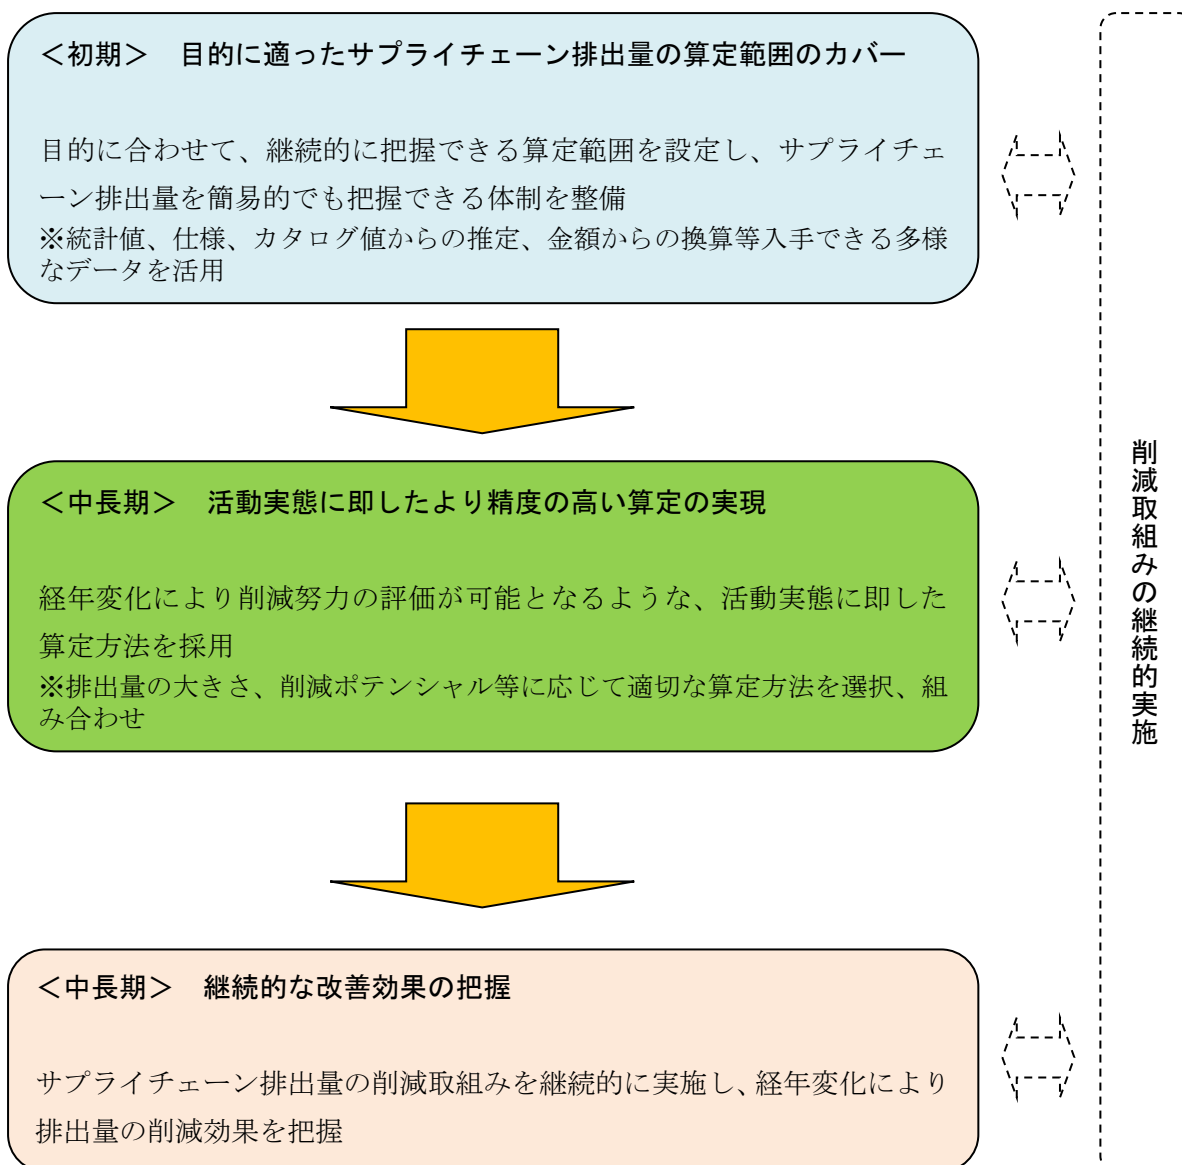 ＜初期＞　目的に適ったサプライチェーン排出量の算定範囲のカバー
目的に合わせて、継続的に把握できる算定範囲を設定し、サプライチェ
ーン排出量を簡易的でも把握できる体制を整備
※統計値、仕様、カタログ値からの推定、金額からの換算等入手できる多様
なデータを活用
＜中長期＞　活動実態に即したより精度の高い算定の実現
経年変化により削減努力の評価が可能となるような、活動実態に即した
算定方法を採用
※排出量の大きさ、削減ポテンシャル等に応じて適切な算定方法を選択、組
み合わせ
＜中長期＞　継続的な改善効果の把握
サプライチェーン排出量の削減取組みを継続的に実施し、経年変化により
排出量の削減効果を把握
削減取組みの継続的実施